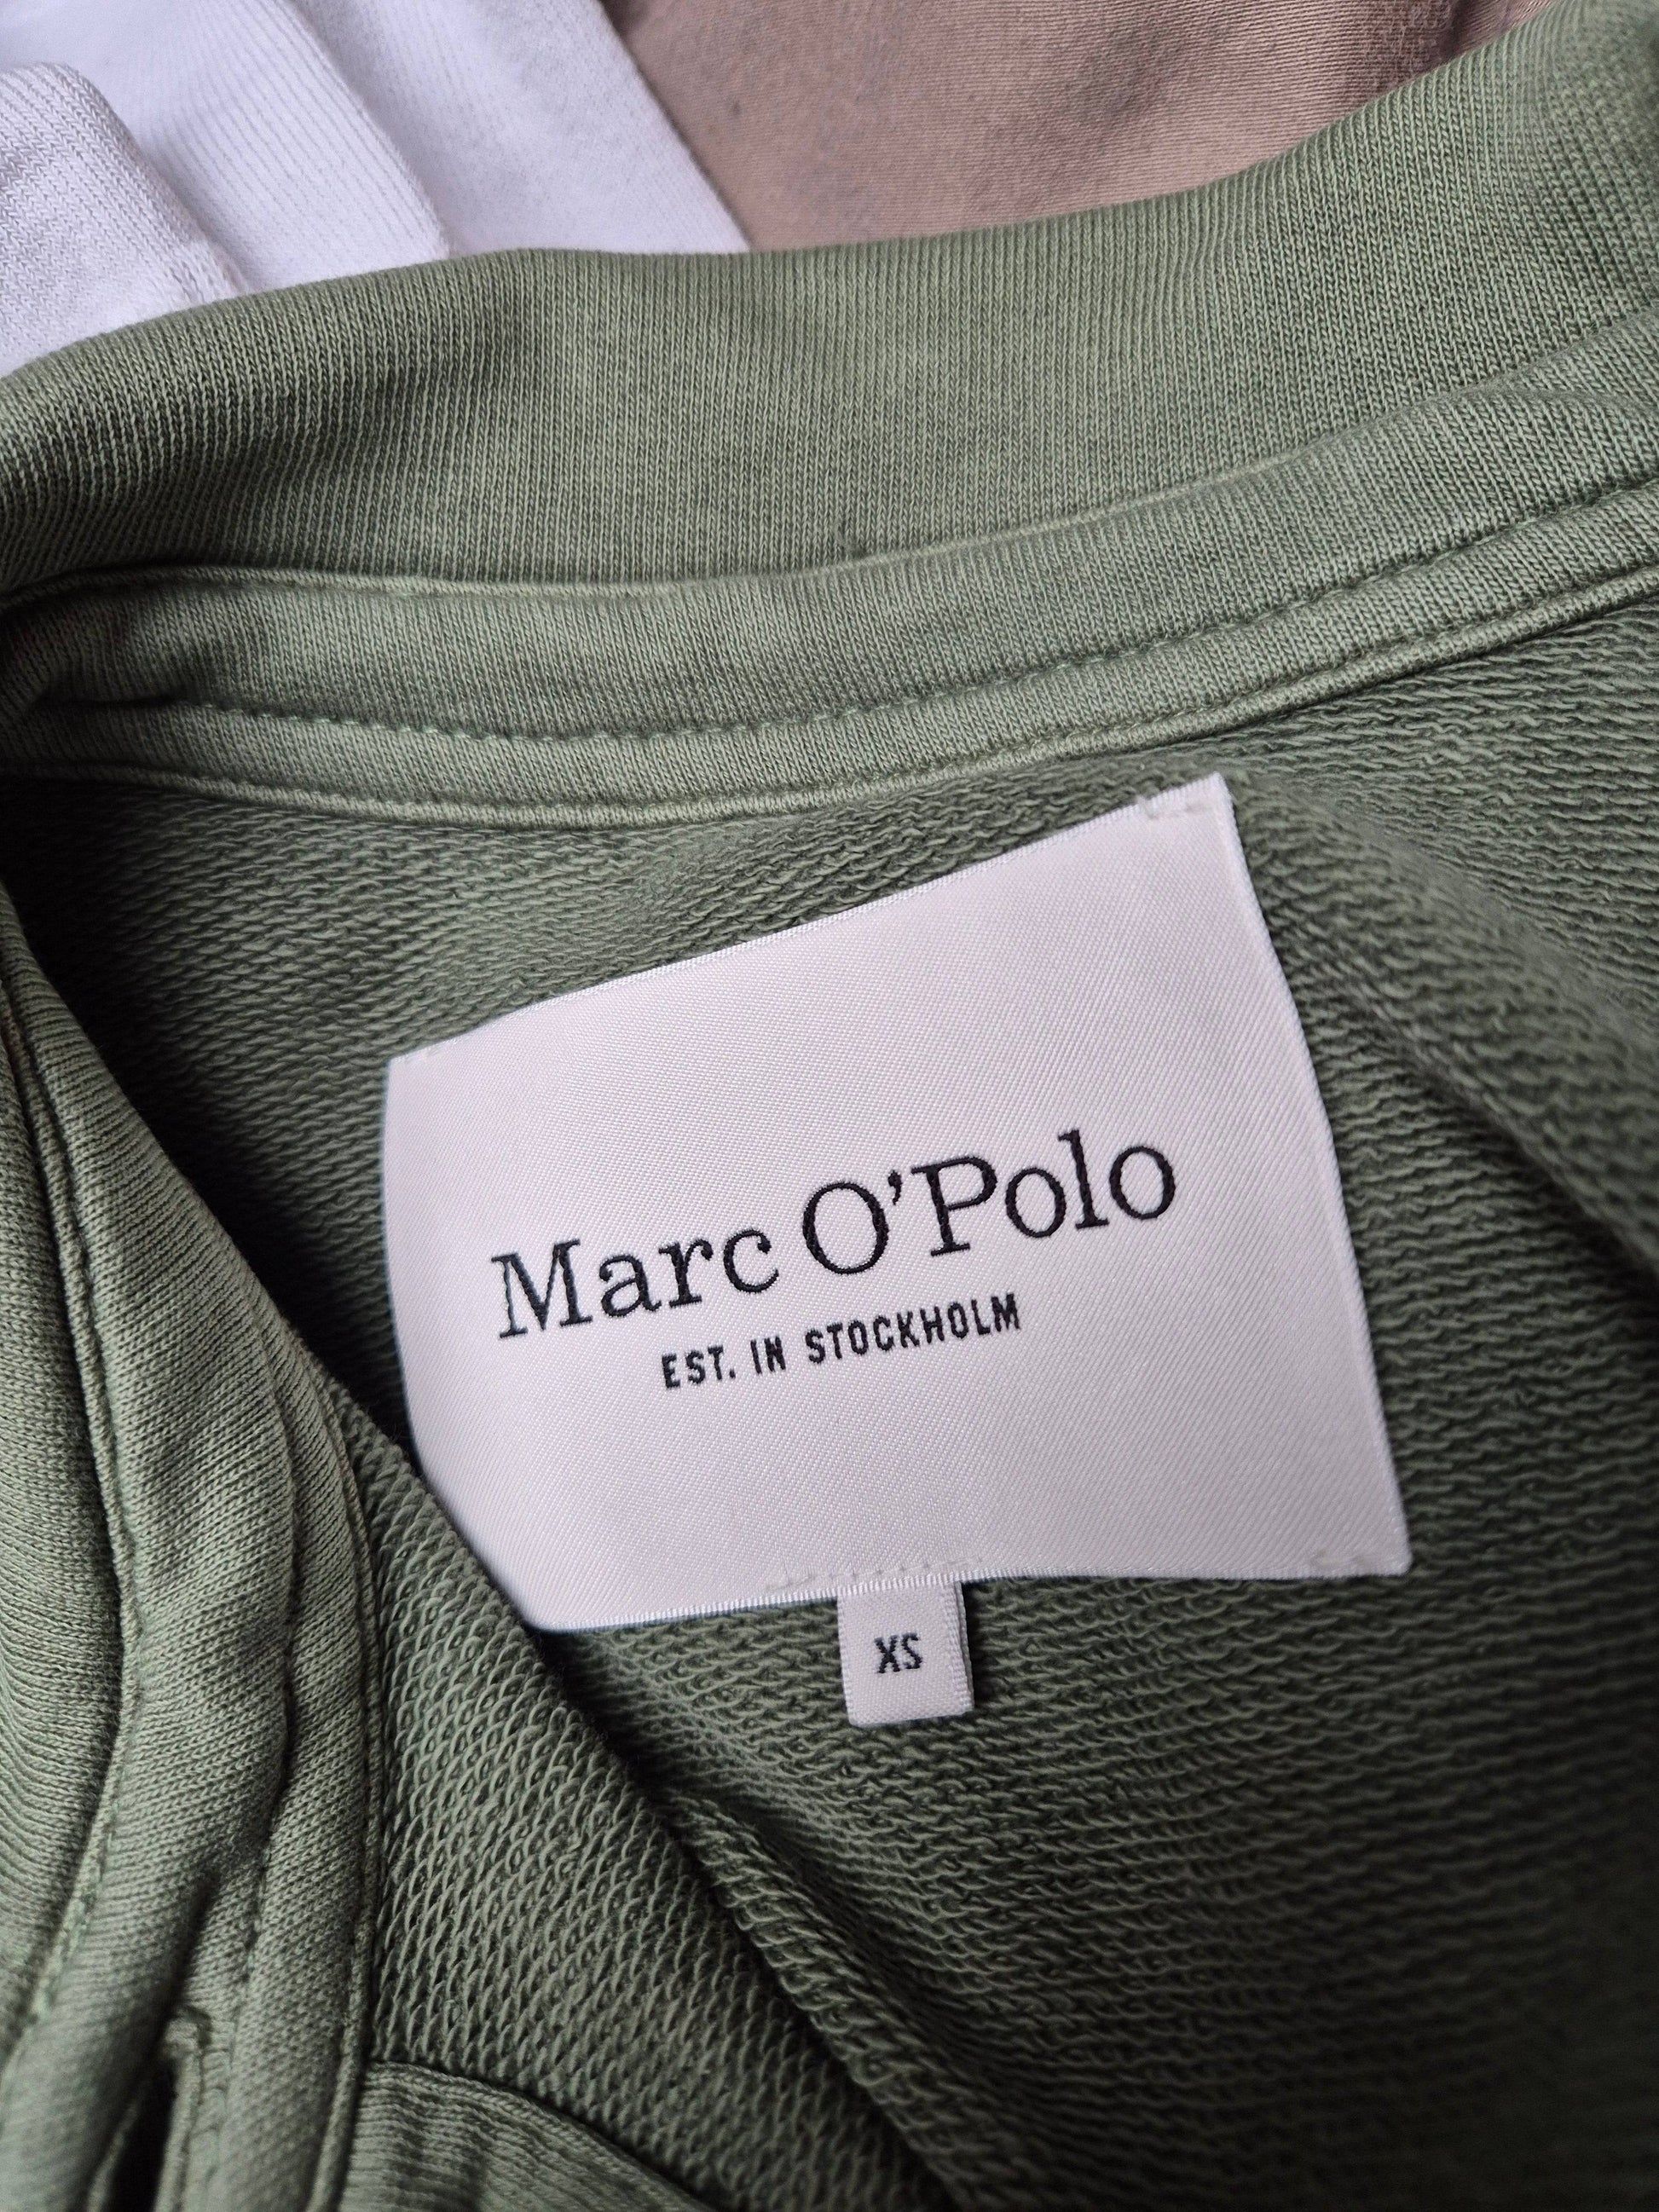 Marc O'Polo
EST. IN STOCKHOLM
XS